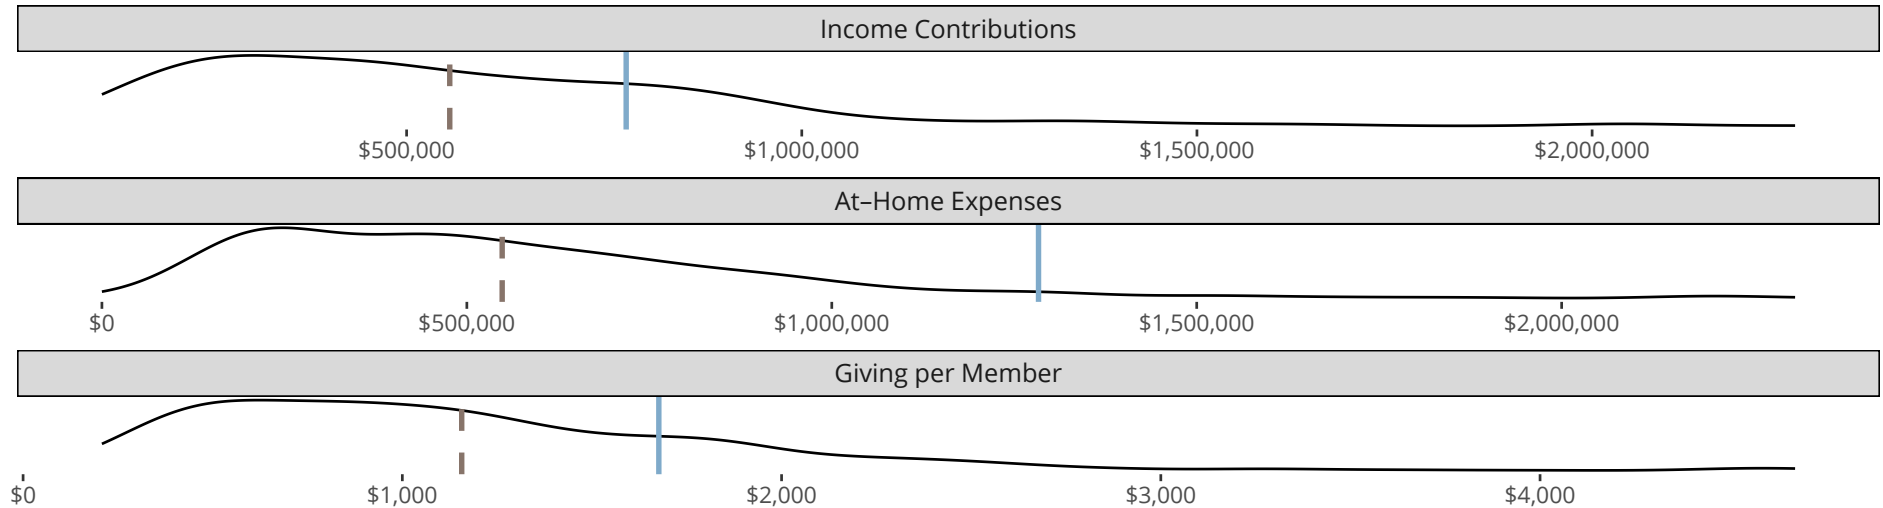 Income Contributions
$500,000 $1,000,000 $1,500,000 $2,000,000
At–Home Expenses
$0 $500,000 $1,000,000 $1,500,000 $2,000,000
Giving per Member
$0 $1,000 $2,000 $3,000 $4,000